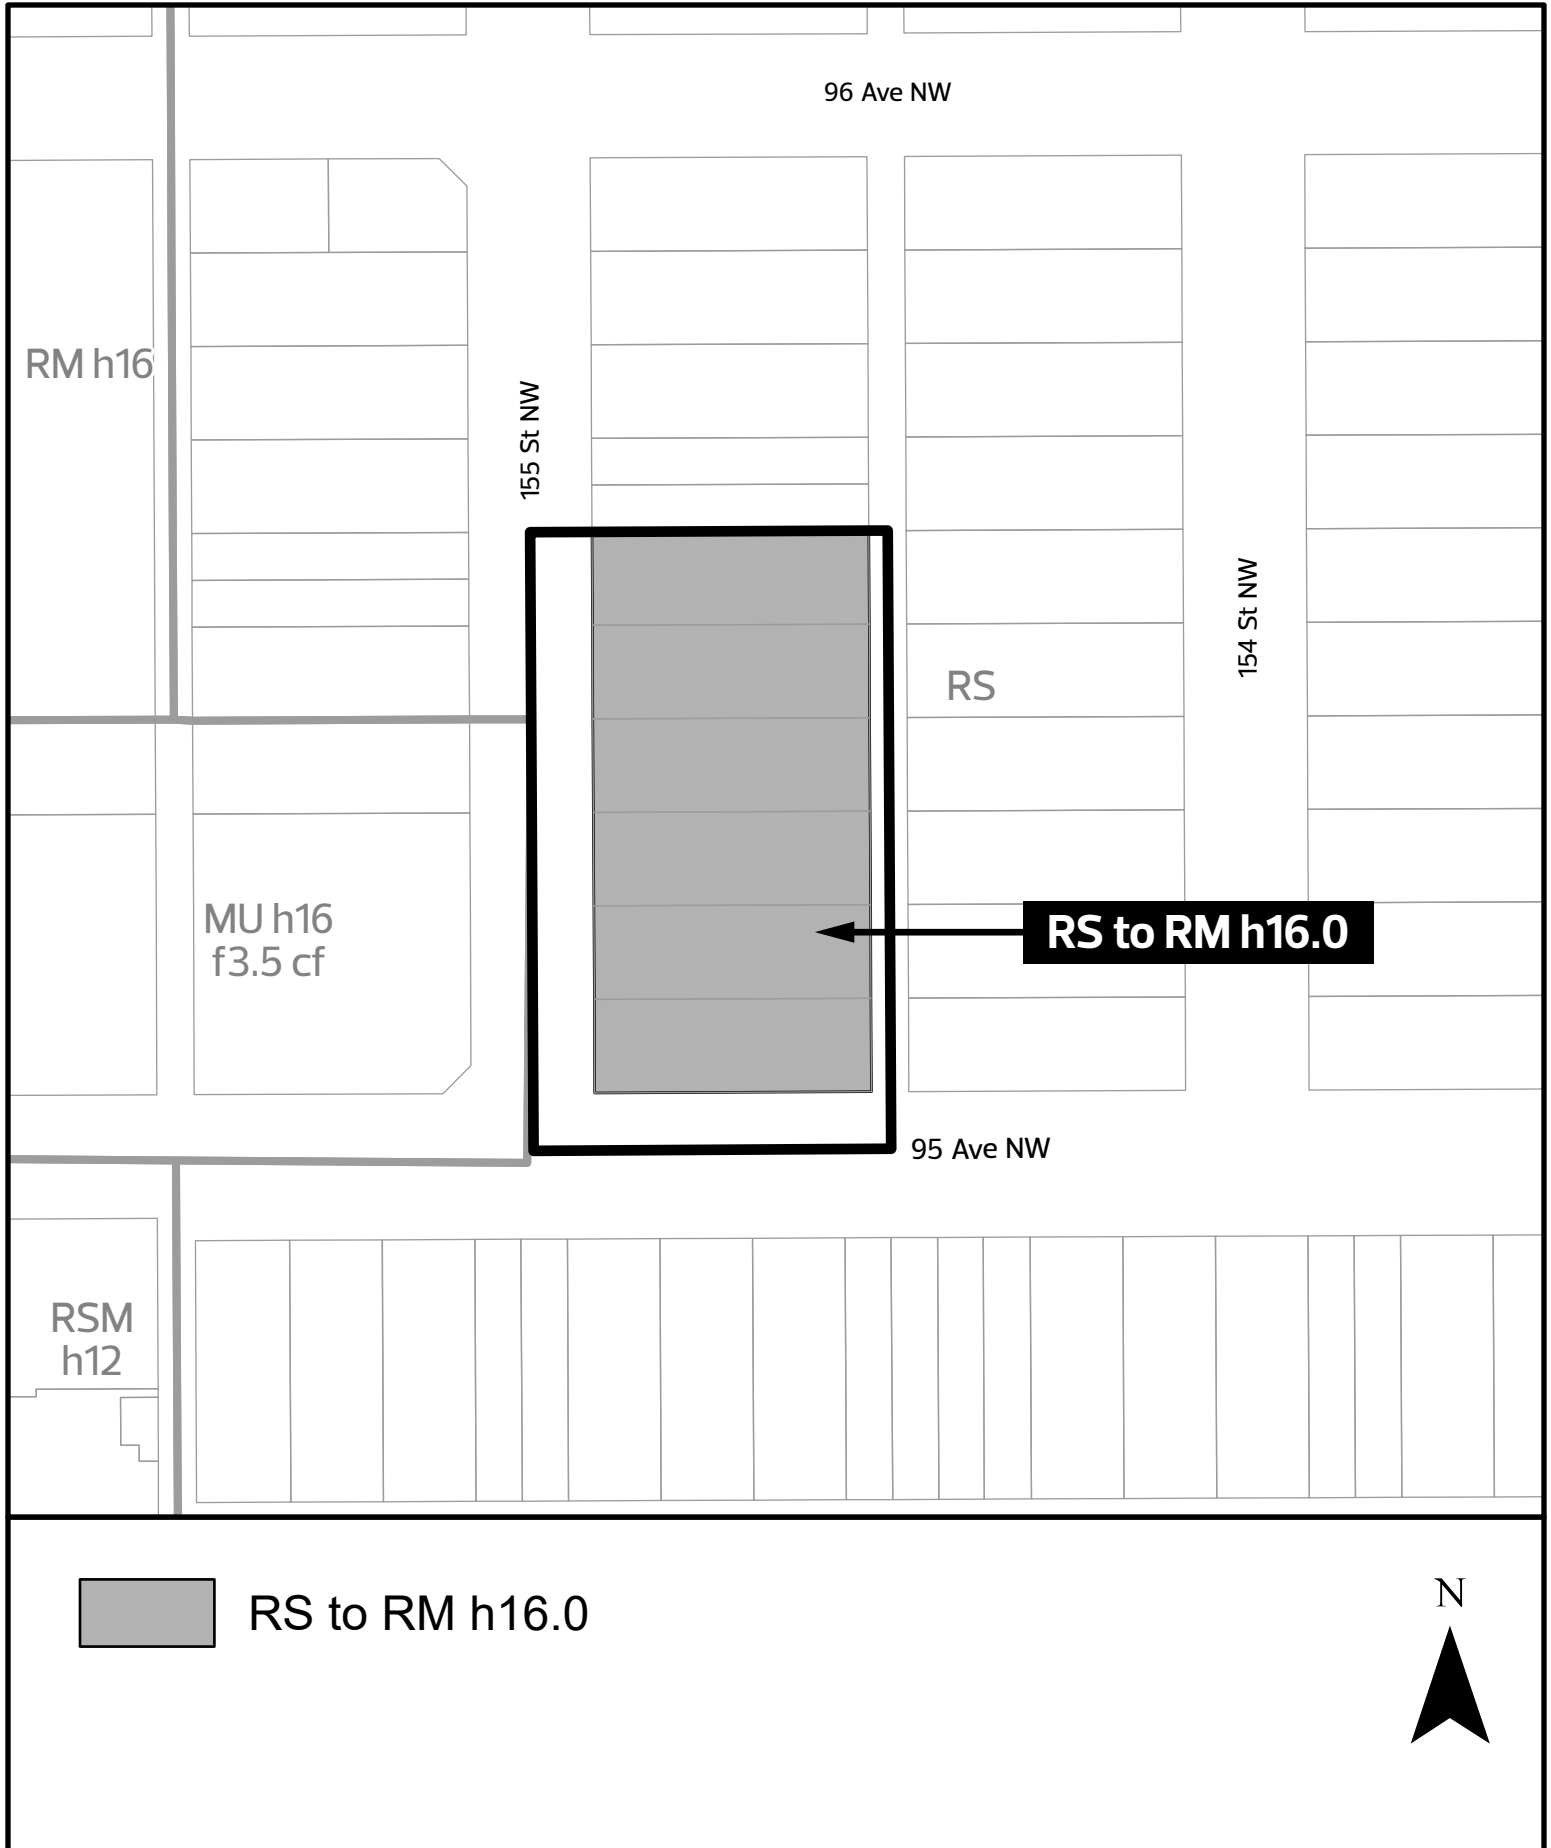 96 Ave NW
RM h16
155 St NW
154 St NW
RS
MU h16
f3.5 cf
RS to RM h16.0
95 Ave NW
RSM
h12
RS to RM h16.0
N